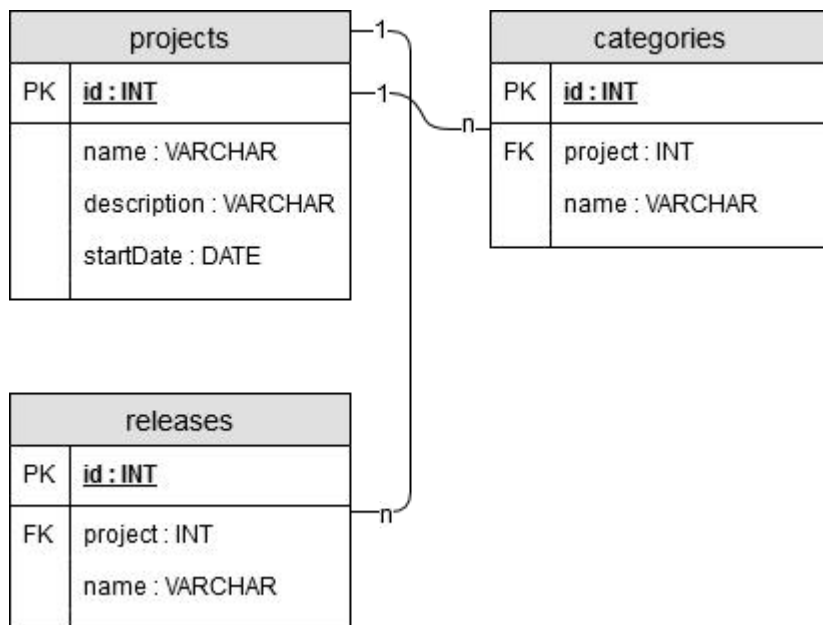 projects
PK id : INT
name : VARCHAR
description : VARCHAR
startDate : DATE
1
1
n
categories
PK id : INT
FK project : INT
name : VARCHAR
releases
PK id : INT
FK project : INT
name : VARCHAR
n